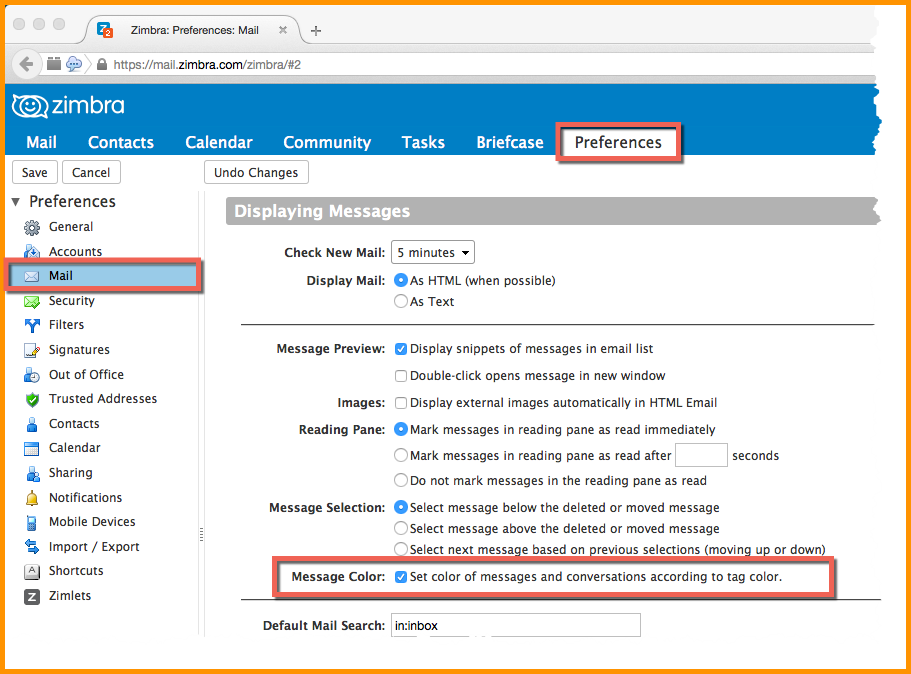 Zimbra: Preferences: Mail
https://mail.zimbra.com/zimbra/#2
zimbra
Mail Contacts Calendar Community Tasks Briefcase Preferences
Save Cancel Undo Changes
Preferences
General
Accounts
Mail
Security
Filters
Signatures
Out of Office
Trusted Addresses
Contacts
Calendar
Sharing
Notifications
Mobile Devices
Import / Export
Shortcuts
Zimlets
Displaying Messages
Check New Mail: 5 minutes
Display Mail: As HTML (when possible)
As Text
Message Preview: Display snippets of messages in email list
Double-click opens message in new window
Images: Display external images automatically in HTML Email
Reading Pane: Mark messages in reading pane as read immediately
Mark messages in reading pane as read after seconds
Do not mark messages in the reading pane as read
Message Selection: Select message below the deleted or moved message
Select message above the deleted or moved message
Select next message based on previous selections (moving up or down)
Message Color: Set color of messages and conversations according to tag color.
Default Mail Search: in:inbox